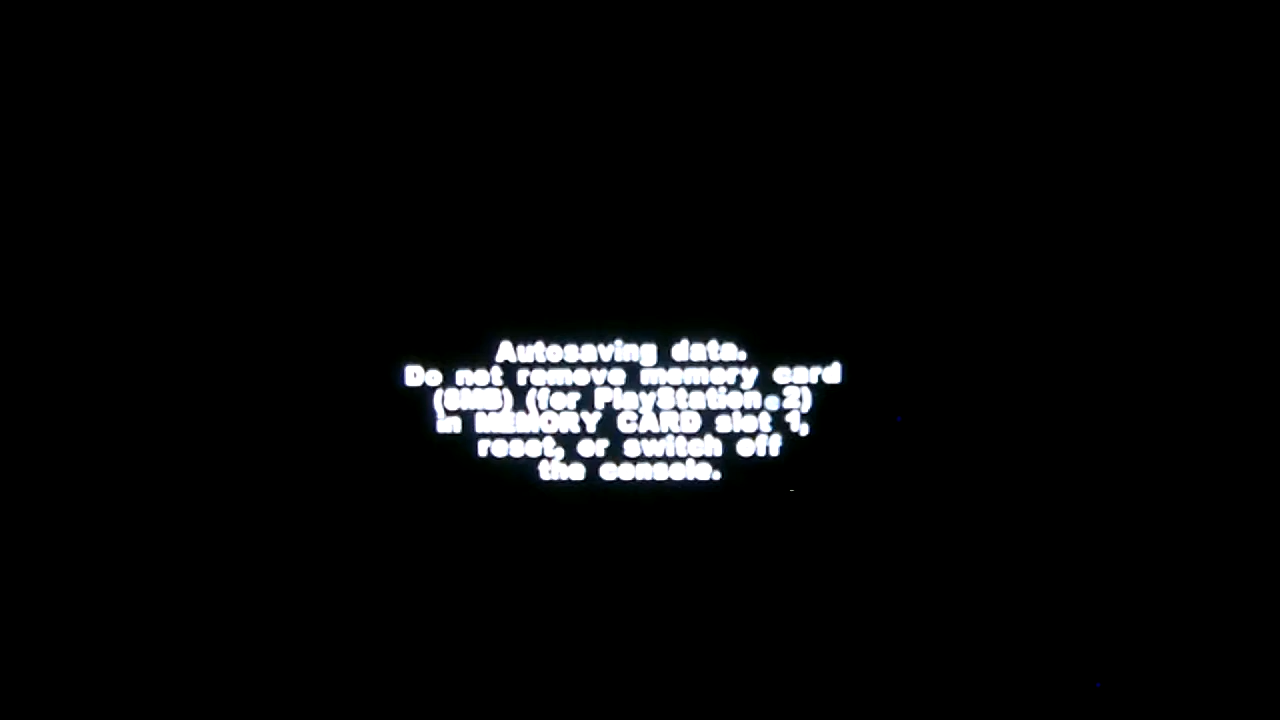 Autosaving data.
Do not remove memory card
(8MB) (for PlayStation®2)
in MEMORY CARD slot 1,
reset, or switch off
the console.